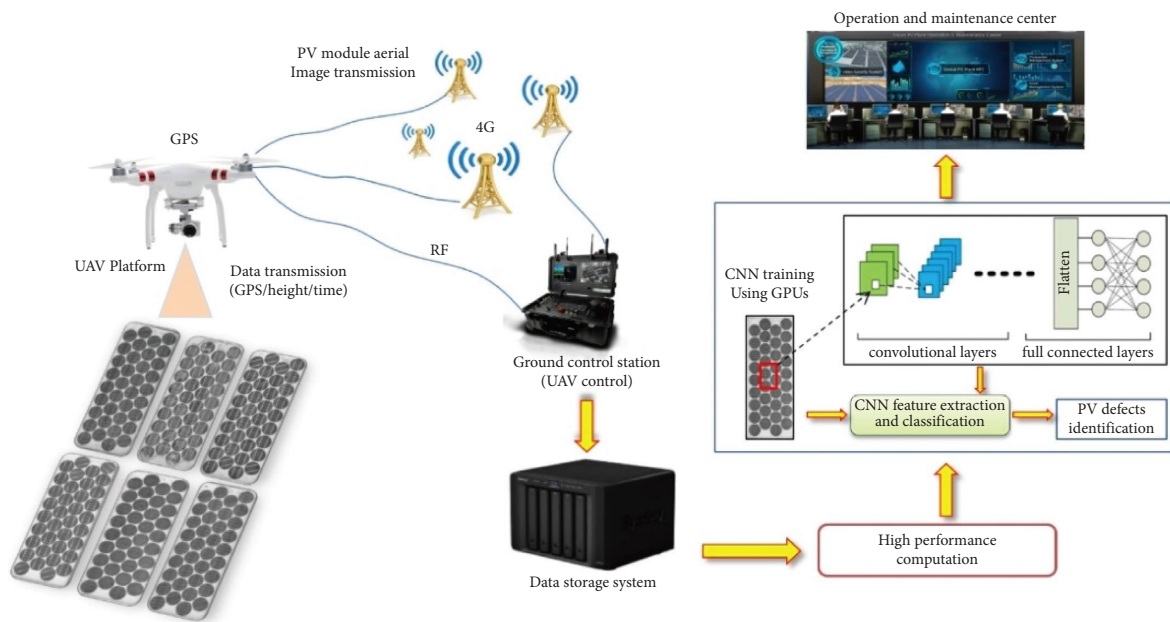 Operation and maintenance center
PV module aerial
Image transmission
GPS
4G
RF
UAV Platform
Data transmission
(GPS/height/time)
Ground control station
(UAV control)
Data storage system
High performance
computation
CNN training
Using GPUs
Flatten
convolutional layers
full connected layers
CNN feature extraction
and classification
PV defects
identification